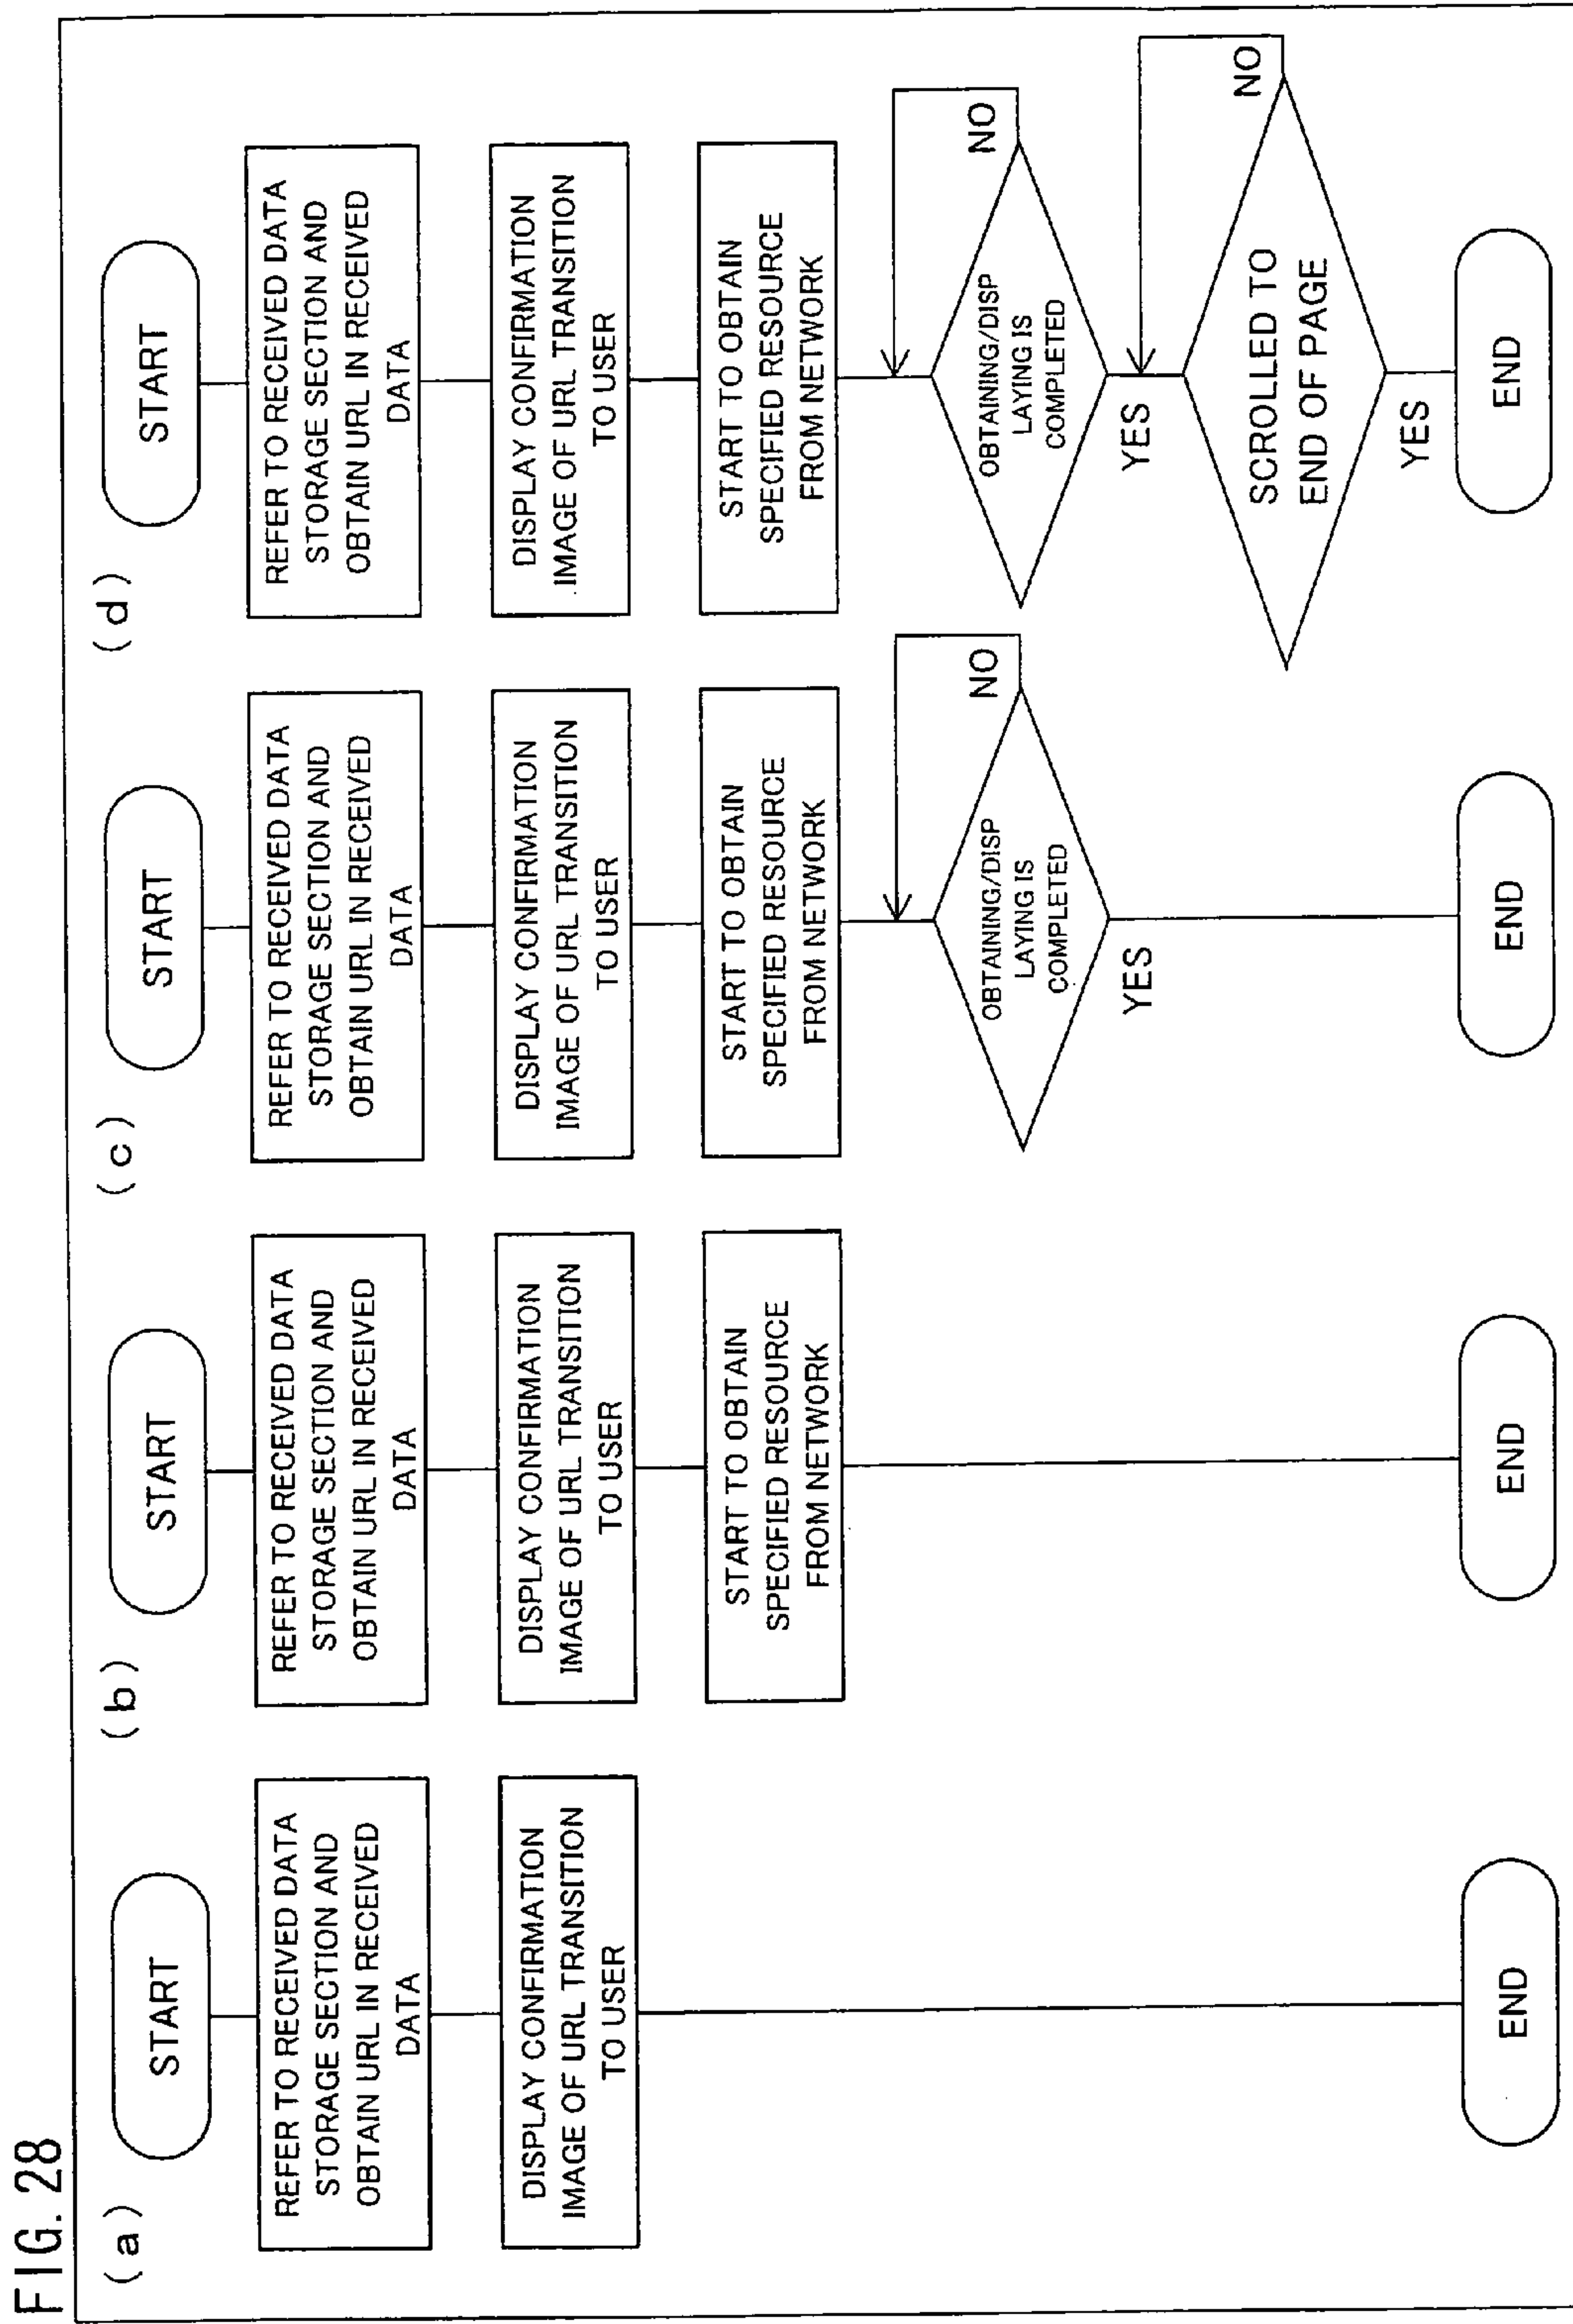 FIG. 28
(a)
START
REFER TO RECEIVED DATA
STORAGE SECTION AND
OBTAIN URL IN RECEIVED
DATA
DISPLAY CONFIRMATION
IMAGE OF URL TRANSITION
TO USER
END
(b)
START
REFER TO RECEIVED DATA
STORAGE SECTION AND
OBTAIN URL IN RECEIVED
DATA
DISPLAY CONFIRMATION
IMAGE OF URL TRANSITION
TO USER
START TO OBTAIN
SPECIFIED RESOURCE
FROM NETWORK
END
(c)
START
REFER TO RECEIVED DATA
STORAGE SECTION AND
OBTAIN URL IN RECEIVED
DATA
DISPLAY CONFIRMATION
IMAGE OF URL TRANSITION
TO USER
START TO OBTAIN
SPECIFIED RESOURCE
FROM NETWORK
OBTAINING/DISP
LAYING IS
COMPLETED
NO
YES
END
(d)
START
REFER TO RECEIVED DATA
STORAGE SECTION AND
OBTAIN URL IN RECEIVED
DATA
DISPLAY CONFIRMATION
IMAGE OF URL TRANSITION
TO USER
START TO OBTAIN
SPECIFIED RESOURCE
FROM NETWORK
OBTAINING/DISP
LAYING IS
COMPLETED
NO
YES
SCROLLED TO
END OF PAGE
NO
YES
END